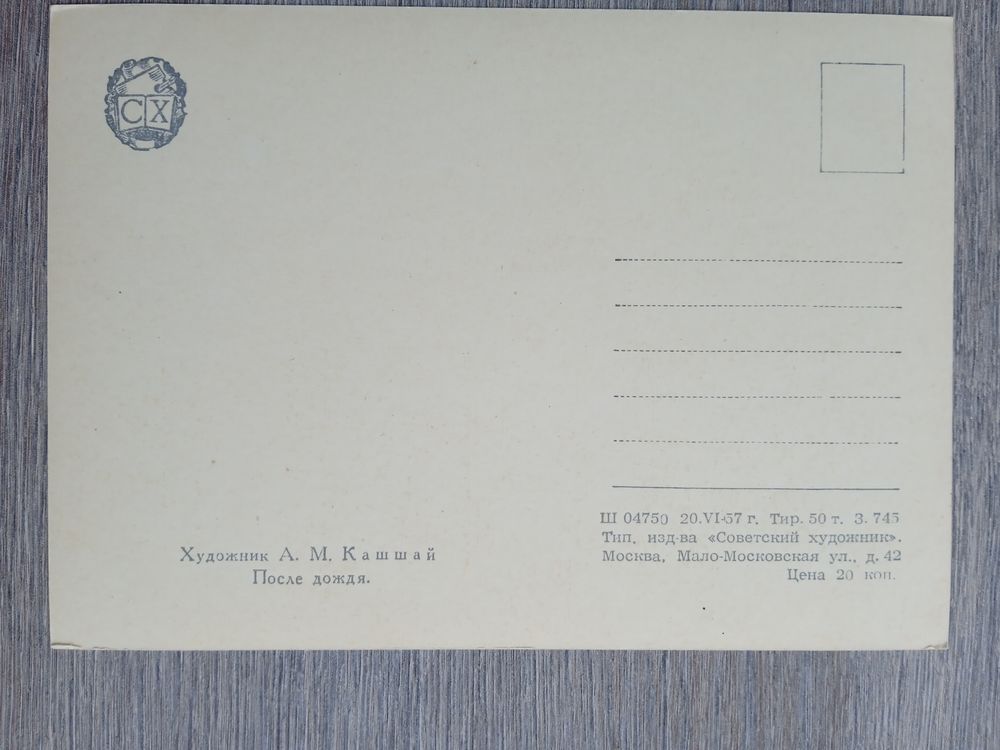 СХ
Художник А. М. Кашшай
После дождя.
Ш 04750 20.VI-57 г. Тир. 50 т. З. 745
Тип. изд-ва «Советский художник».
Москва, Мало-Московская ул., д. 42
Цена 20 коп.